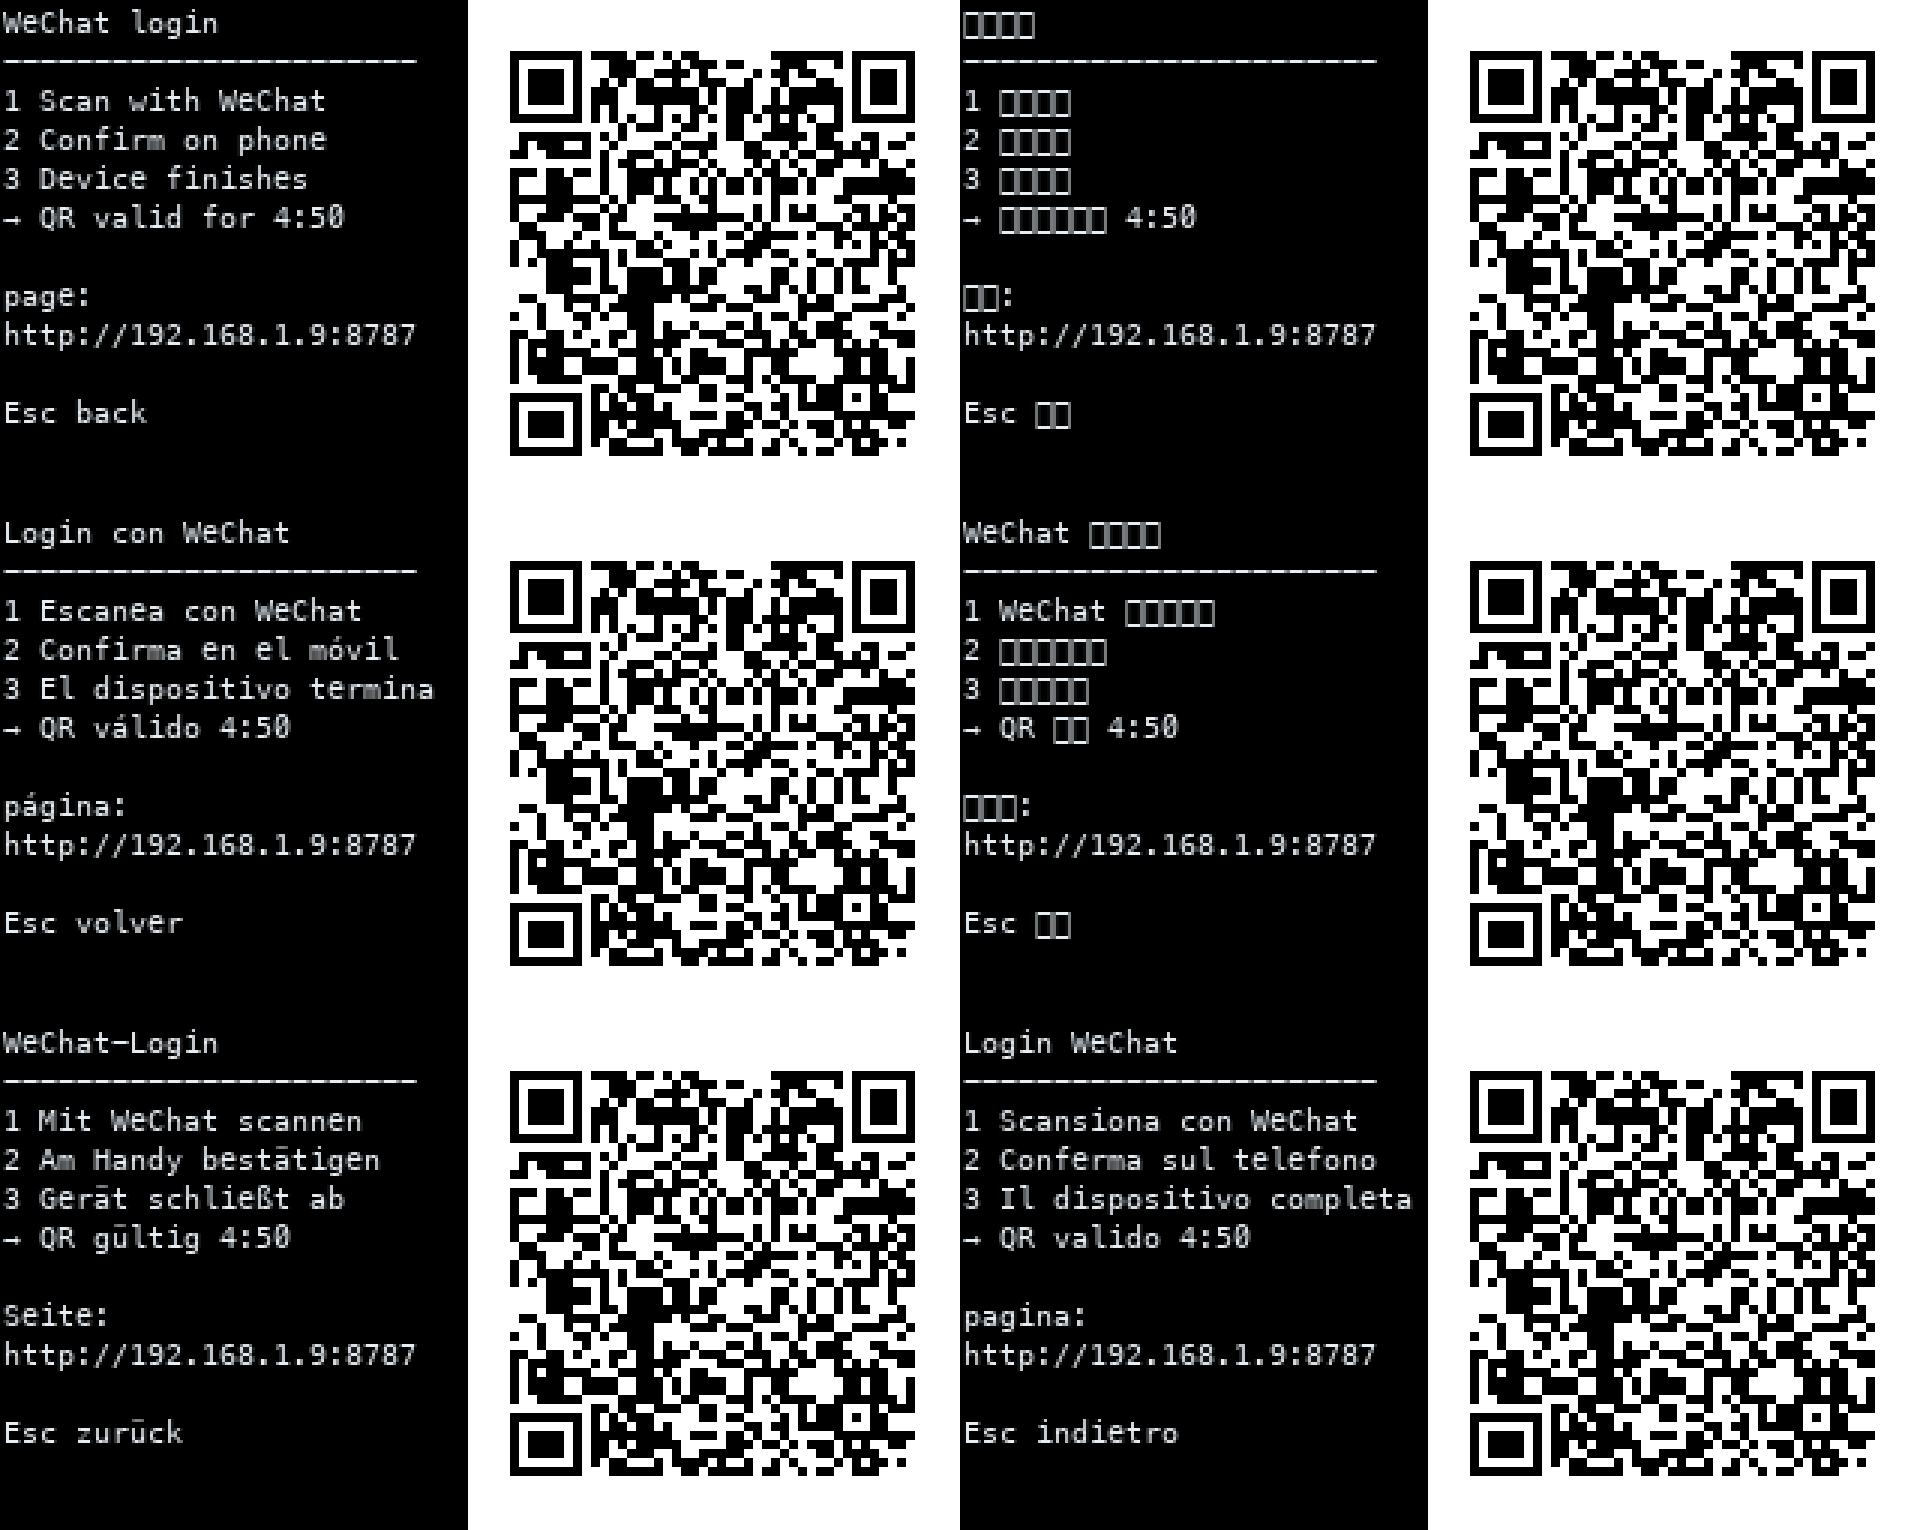 WeChat login
1 Scan with WeChat
2 Confirm on phone
3 Device finishes
→ QR valid for 4:50
page:
http://192.168.1.9:8787
Esc back
1
2
3
→ 4:50
:
http://192.168.1.9:8787
Esc
Login con WeChat
1 Escanea con WeChat
2 Confirma en el móvil
3 El dispositivo termina
→ QR válido 4:50
página:
http://192.168.1.9:8787
Esc volver
WeChat
1 WeChat
2
3
→ QR 4:50
:
http://192.168.1.9:8787
Esc
WeChat-Login
1 Mit WeChat scannen
2 Am Handy bestätigen
3 Gerät schließt ab
→ QR gültig 4:50
Seite:
http://192.168.1.9:8787
Esc zurück
Login WeChat
1 Scansiona con WeChat
2 Conferma sul telefono
3 Il dispositivo completa
→ QR valido 4:50
pagina:
http://192.168.1.9:8787
Esc indietro